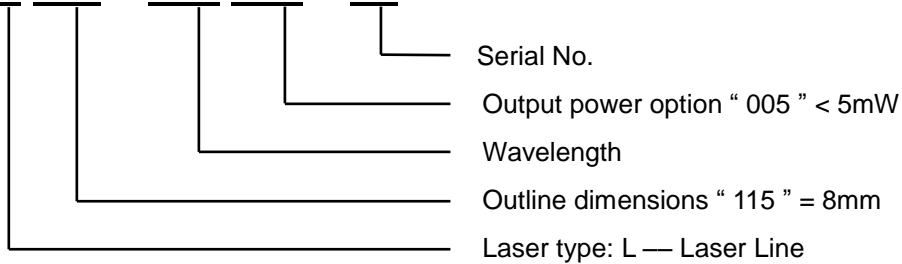 Serial No.
Output power option “ 005 ” < 5mW
Wavelength
Outline dimensions “ 115 ” = 8mm
Laser type: L –– Laser Line